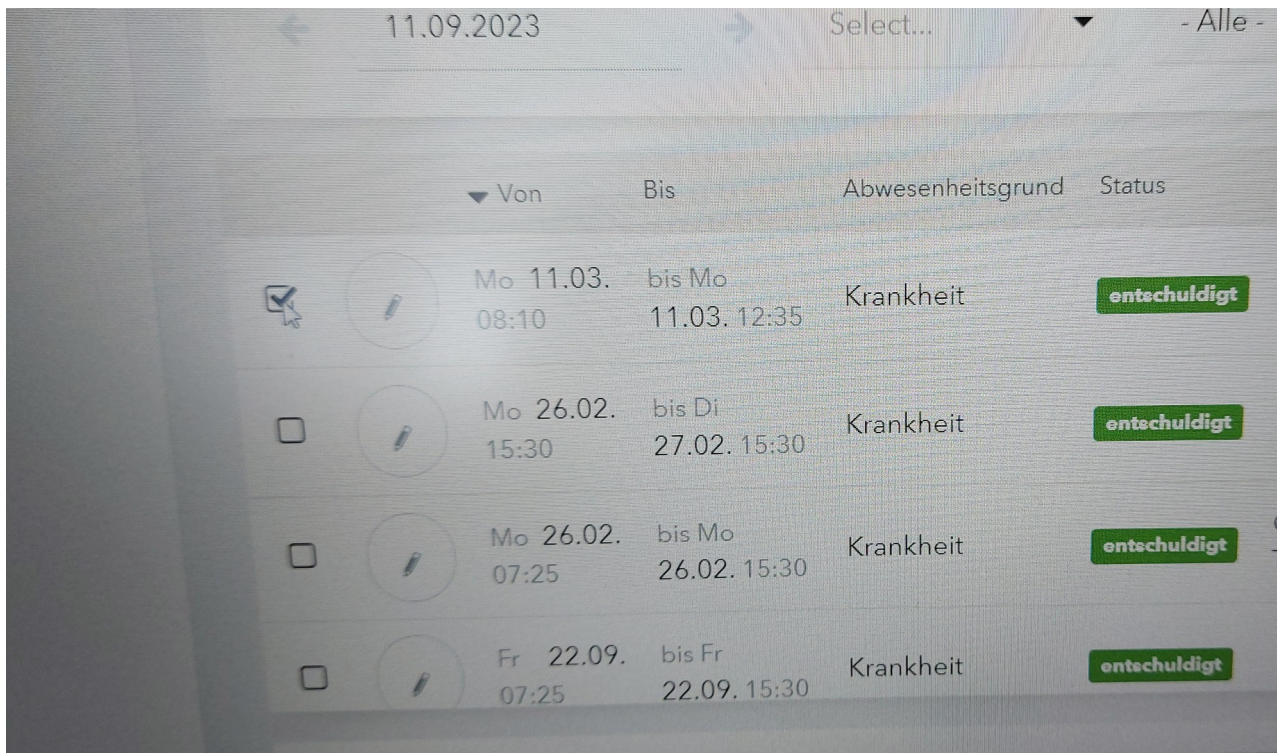 11.09.2023 Select... - Alle -
Von Bis Abwesenheitsgrund Status
Mo 11.03. bis Mo Krankheit entschuldigt
08:10 11.03. 12:35
Mo 26.02. bis Di Krankheit entschuldigt
15:30 27.02. 15:30
Mo 26.02. bis Mo Krankheit entschuldigt
07:25 26.02. 15:30
Fr 22.09. bis Fr Krankheit entschuldigt
07:25 22.09. 15:30